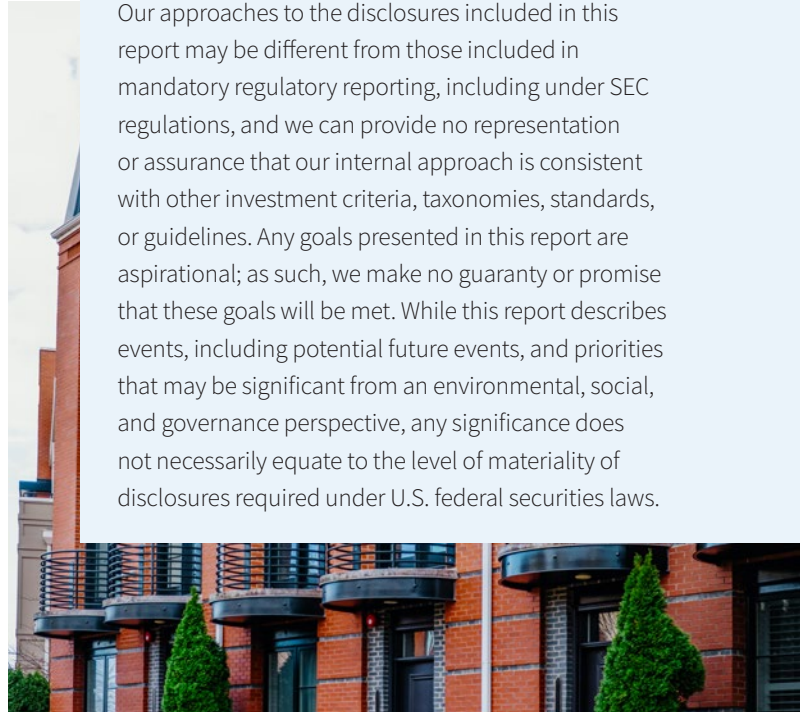 Our approaches to the disclosures included in this
report may be different from those included in
mandatory regulatory reporting, including under SEC
regulations, and we can provide no representation
or assurance that our internal approach is consistent
with other investment criteria, taxonomies, standards,
or guidelines. Any goals presented in this report are
aspirational; as such, we make no guaranty or promise
that these goals will be met. While this report describes
events, including potential future events, and priorities
that may be significant from an environmental, social,
and governance perspective, any significance does
not necessarily equate to the level of materiality of
disclosures required under U.S. federal securities laws.